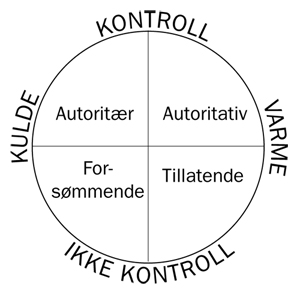 KONTROLL
KULDE
VARME
Autoritær
Autoritativ
For-
sømmende
Tillatende
IKKE KONTROLL